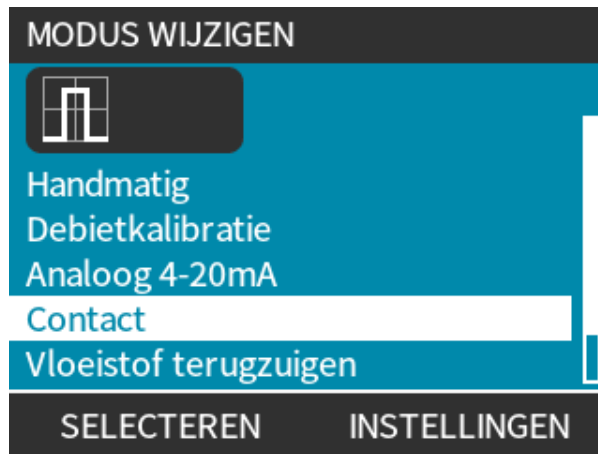 MODUS WIJZIGEN
Handmatig
Debietkalibratie
Analoog 4-20mA
Contact
Vloeistof terugzuigen
SELECTEREN INSTELLINGEN